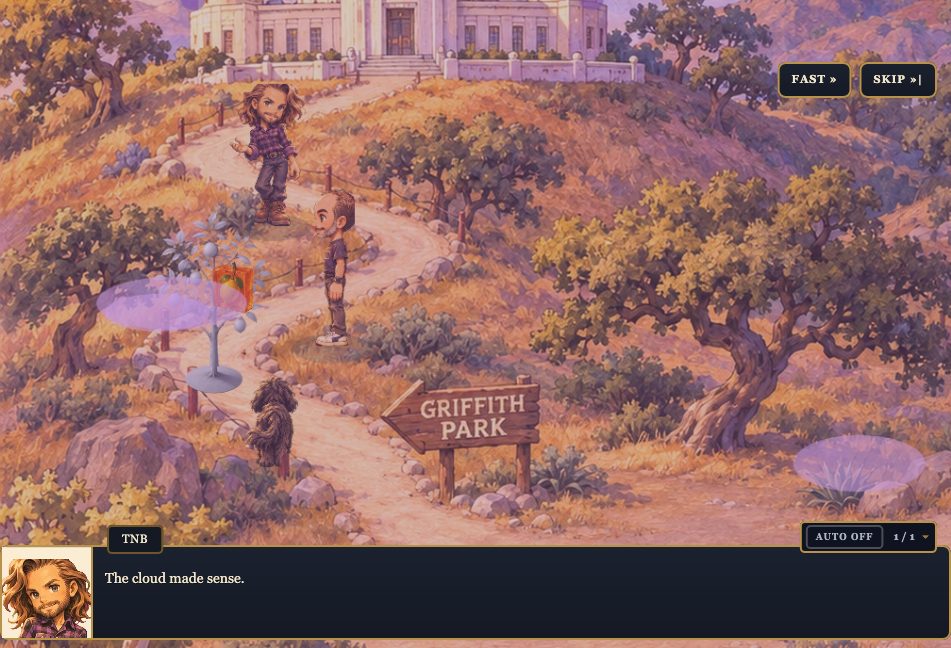 FAST »
SKIP »|
GRIFFITH
PARK
TNB
AUTO OFF
1 / 1
The cloud made sense.